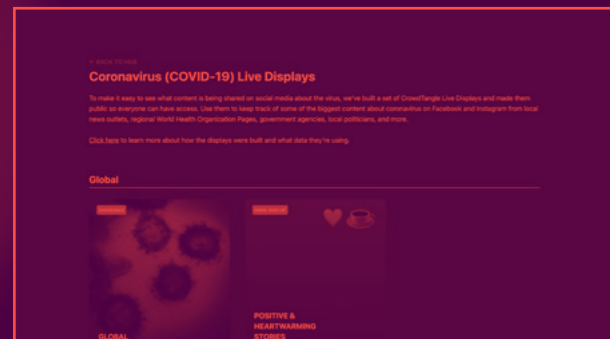 ← BACK TO HUB
Coronavirus (COVID-19) Live Displays
To make it easy to see what content is being shared on social media about the virus, we've built a set of CrowdTangle Live Displays and made them
public so everyone can have access. Use them to keep track of some of the biggest content about coronavirus on Facebook and Instagram from local
news outlets, regional World Health Organization Pages, government agencies, local politicians, and more.
Click here to learn more about how the displays were built and what data they're using.
Global
POSITIVE &
HEARTWARMING
GLOBAL STORIES